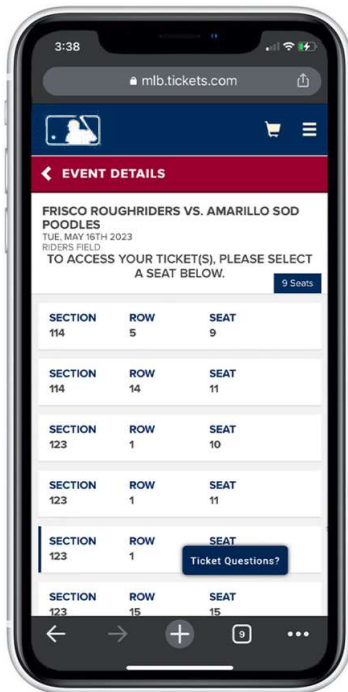 3:38
mlb.tickets.com
EVENT DETAILS
FRISCO ROUGHRIDERS VS. AMARILLO SOD
POODLES
TUE, MAY 16TH 2023
RIDERS FIELD
TO ACCESS YOUR TICKET(S), PLEASE SELECT
A SEAT BELOW.
9 Seats
SECTION ROW SEAT
114 5 9
SECTION ROW SEAT
114 14 11
SECTION ROW SEAT
123 1 10
SECTION ROW SEAT
123 1 11
SECTION ROW SEAT
123 1
Ticket Questions?
SECTION ROW SEAT
123 15 15
9